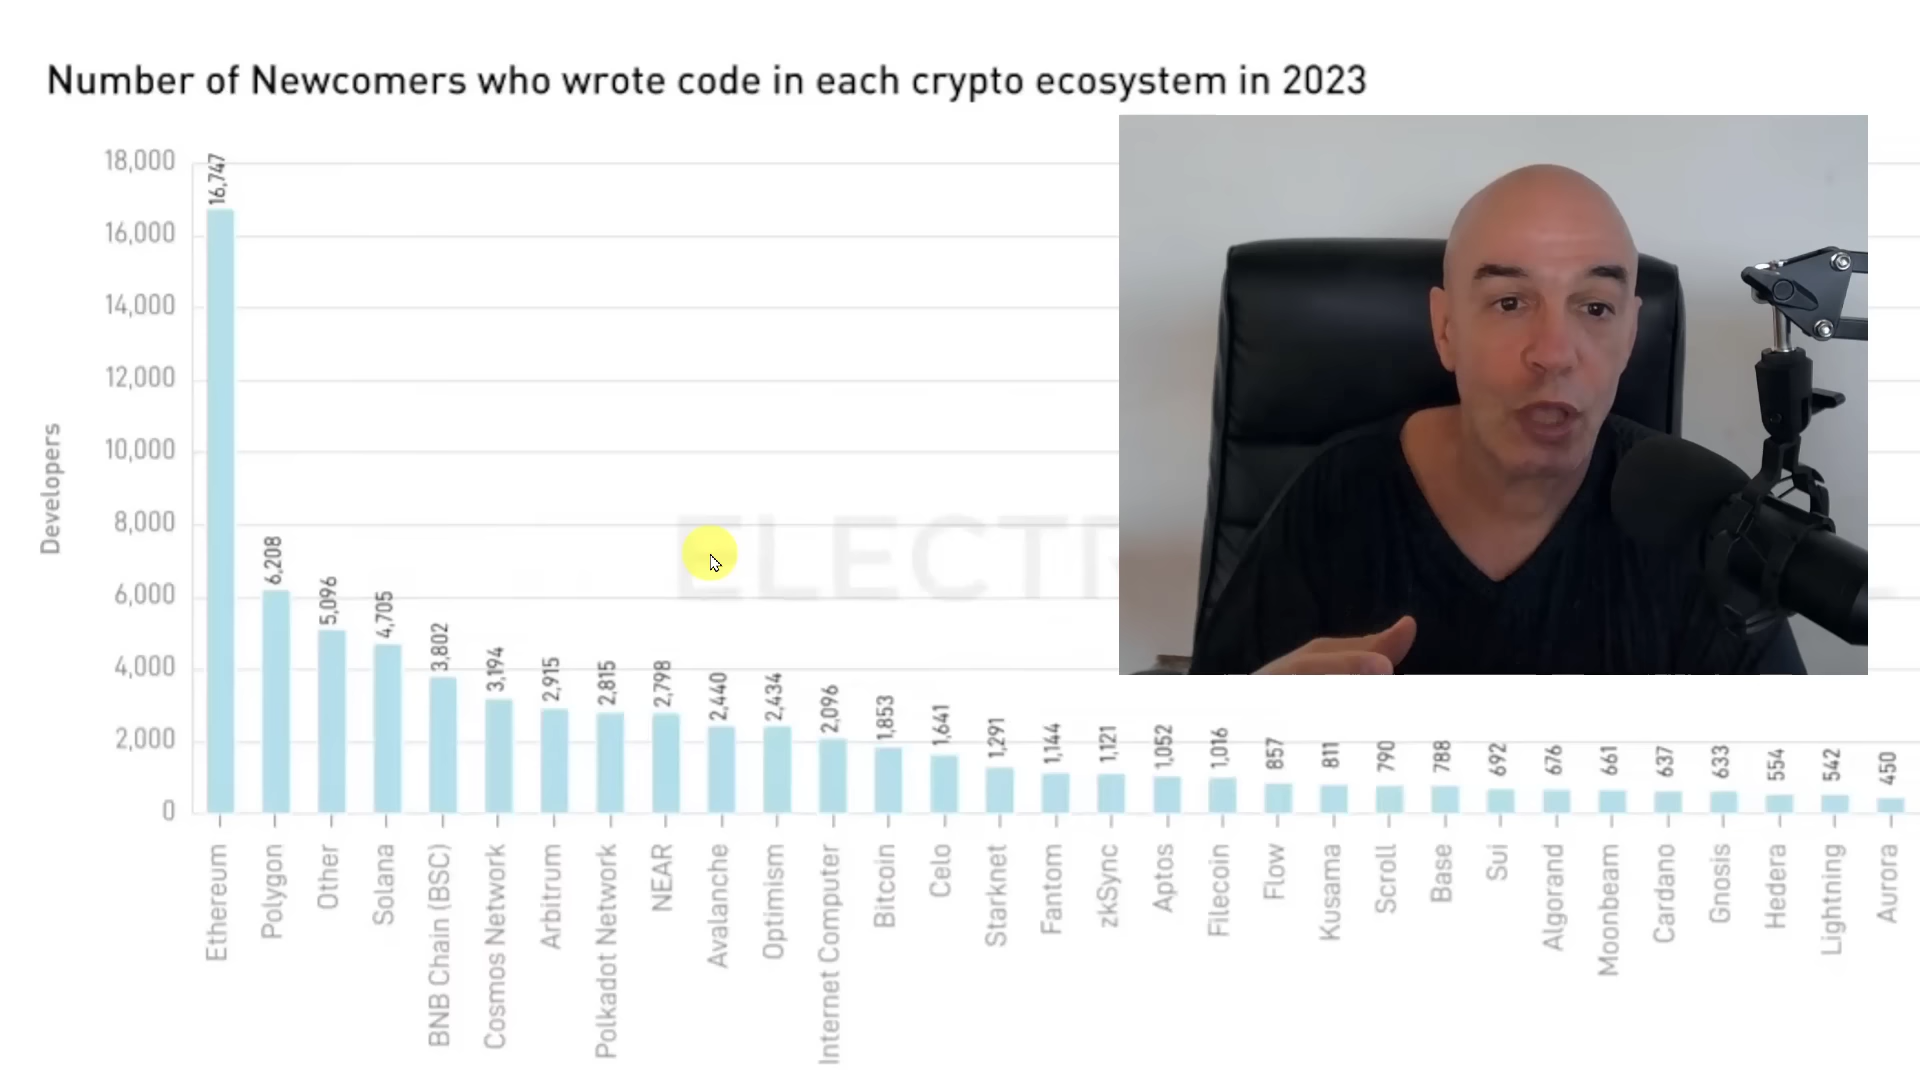 Number of Newcomers who wrote code in each crypto ecosystem in 2023
18,000
16,000
14,000
12,000
10,000
8,000
6,000
4,000
2,000
0
Developers
16,747
6,208
5,096
4,705
3,802
3,194
2,915
2,815
2,798
2,440
2,434
2,096
1,853
1,641
1,291
1,144
1,121
1,052
1,016
857
811
790
788
692
676
661
637
633
554
542
450
Ethereum
Polygon
Other
Solana
BNB Chain (BSC)
Cosmos Network
Arbitrum
Polkadot Network
NEAR
Avalanche
Optimism
Internet Computer
Bitcoin
Celo
Starknet
Fantom
zkSync
Aptos
Filecoin
Flow
Kusama
Scroll
Base
Sui
Algorand
Moonbeam
Cardano
Gnosis
Hedera
Lightning
Aurora